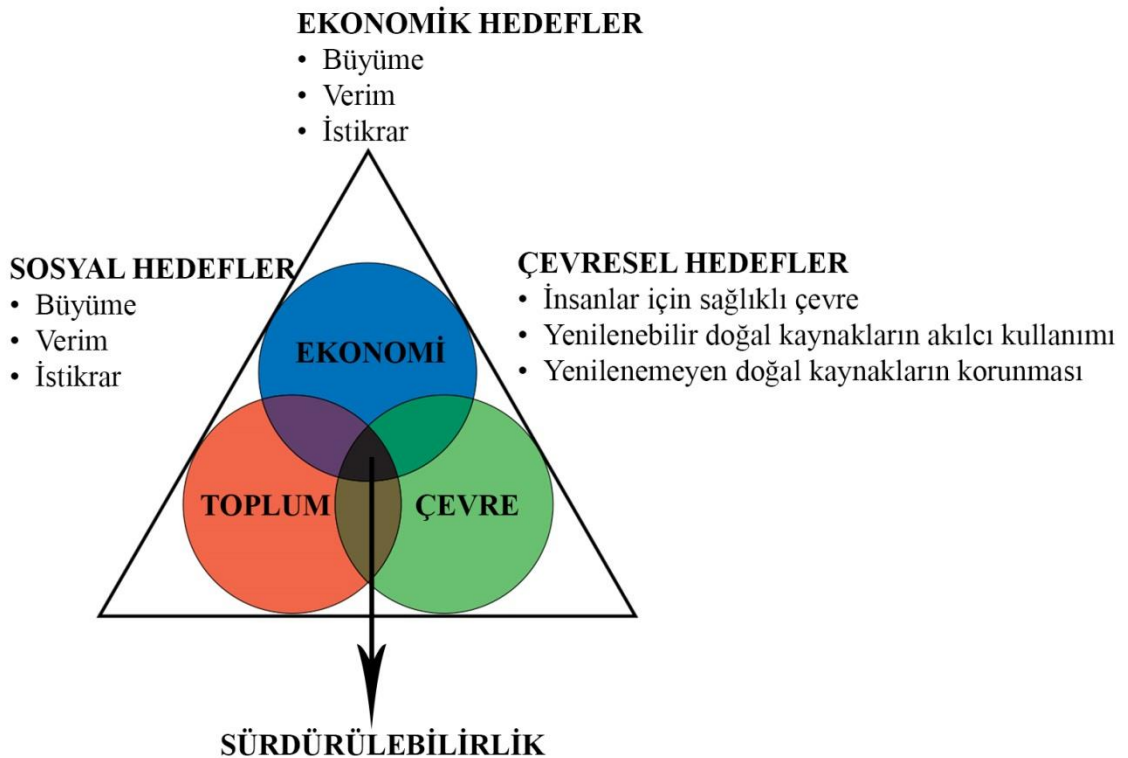 EKONOMİK HEDEFLER
• Büyüme
• Verim
• İstikrar
SOSYAL HEDEFLER
• Büyüme
• Verim
• İstikrar
ÇEVRESEL HEDEFLER
• İnsanlar için sağlıklı çevre
• Yenilenebilir doğal kaynakların akılcı kullanımı
• Yenilenemeyen doğal kaynakların korunması
EKONOMİ
TOPLUM
ÇEVRE
SÜRDÜRÜLEBİLİRLİK